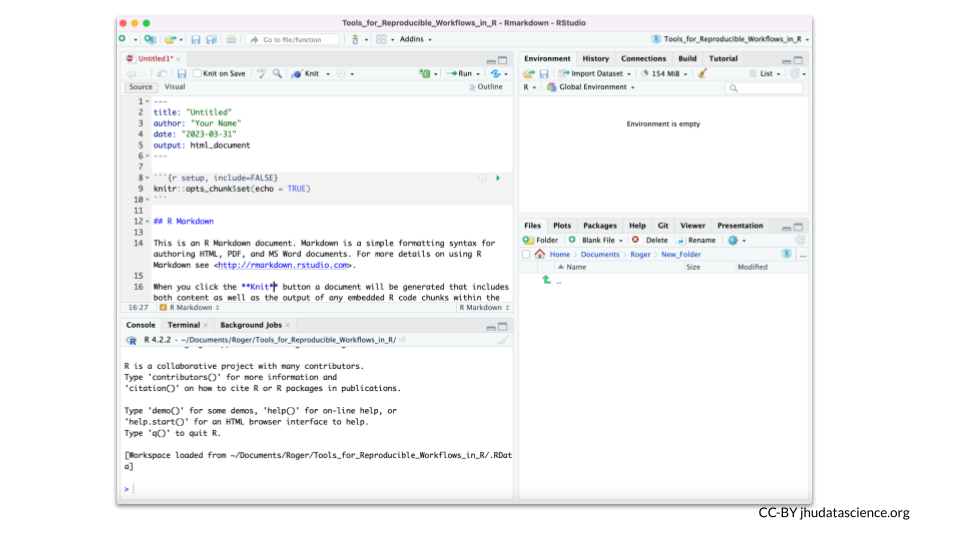 Tools_for_Reproducible_Workflows_in_R - Rmarkdown - RStudio
Go to file/function
Addins
Tools_for_Reproducible_Workflows_in_R
Untitled1*
Knit on Save
Knit
Run
Source
Visual
Outline
1 ---
2 title: "Untitled"
3 author: "Your Name"
4 date: "2023-03-31"
5 output: html_document
6 ---
7
8 ```{r setup, include=FALSE}
9 knitr::opts_chunk$set(echo = TRUE)
10 ```
11
12 ## R Markdown
13
14 This is an R Markdown document. Markdown is a simple formatting syntax for
authoring HTML, PDF, and MS Word documents. For more details on using R
Markdown see <http://rmarkdown.rstudio.com>.
15
16 When you click the **Knit** button a document will be generated that includes
both content as well as the output of any embedded R code chunks within the
16:27
R Markdown
R Markdown
Console
Terminal
Background Jobs
R 4.2.2 · ~/Documents/Roger/Tools_for_Reproducible_Workflows_in_R/
R is a collaborative project with many contributors.
Type 'contributors()' for more information and
'citation()' on how to cite R or R packages in publications.
Type 'demo()' for some demos, 'help()' for on-line help, or
'help.start()' for an HTML browser interface to help.
Type 'q()' to quit R.
[Workspace loaded from ~/Documents/Roger/Tools_for_Reproducible_Workflows_in_R/.RDat
a]
>
Environment
History
Connections
Build
Tutorial
Import Dataset
154 MiB
List
R
Global Environment
Environment is empty
Files
Plots
Packages
Help
Git
Viewer
Presentation
Folder
Blank File
Delete
Rename
Home
Documents
Roger
New_Folder
...
Name
Size
Modified
..
CC-BY jhudatascience.org